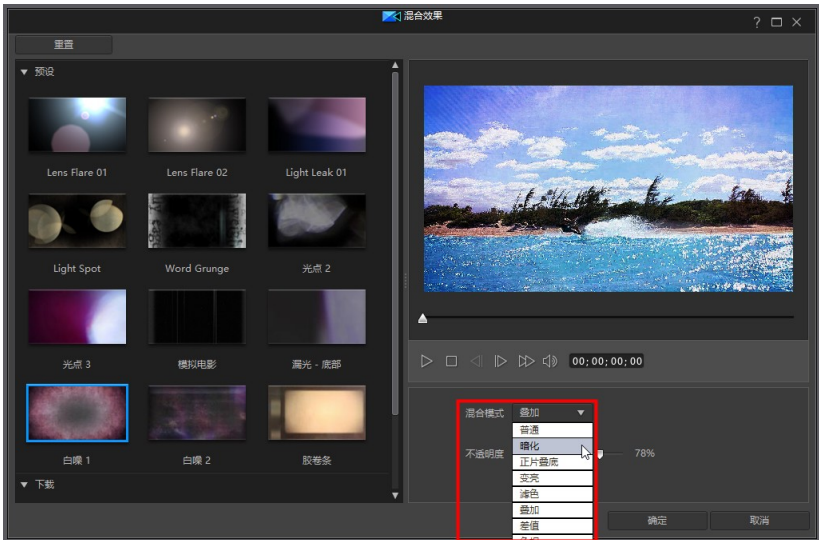 混合效果
?
重置
预设
Lens Flare 01
Lens Flare 02
Light Leak 01
Light Spot
Word Grunge
光点 2
光点 3
模拟电影
漏光 - 底部
白噪 1
白噪 2
胶卷条
下载
00;00;00;00
混合模式 叠加
普通
暗化
正片叠底
变亮
滤色
叠加
差值
不透明度 78%
确定
取消